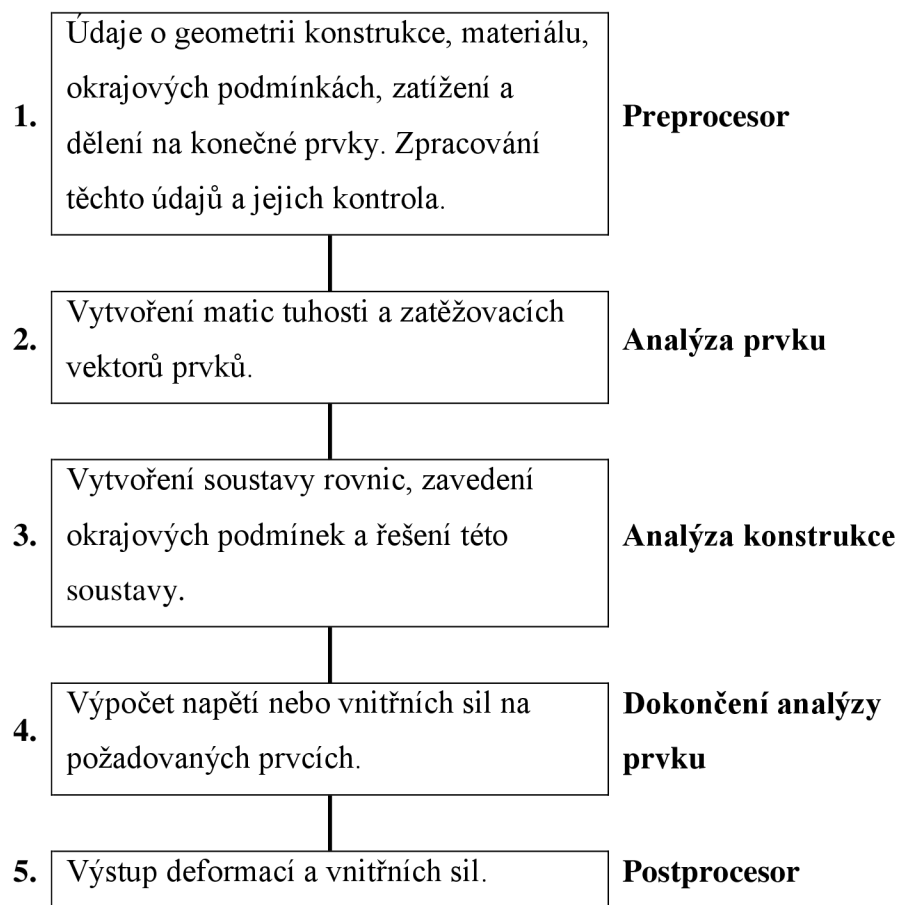 Údaje o geometrii konstrukce, materiálu,
okrajových podmínkách, zatížení a
1. dělení na konečné prvky. Zpracování Preprocesor
těchto údajů a jejich kontrola.
Vytvoření matic tuhosti a zatěžovacích
2. vektorů prvků. Analýza prvku
Vytvoření soustavy rovnic, zavedení
3. okrajových podmínek a řešení této Analýza konstrukce
soustavy.
4. Výpočet napětí nebo vnitřních sil na Dokončení analýzy
požadovaných prvcích. prvku
5. Výstup deformací a vnitřních sil. Postprocesor